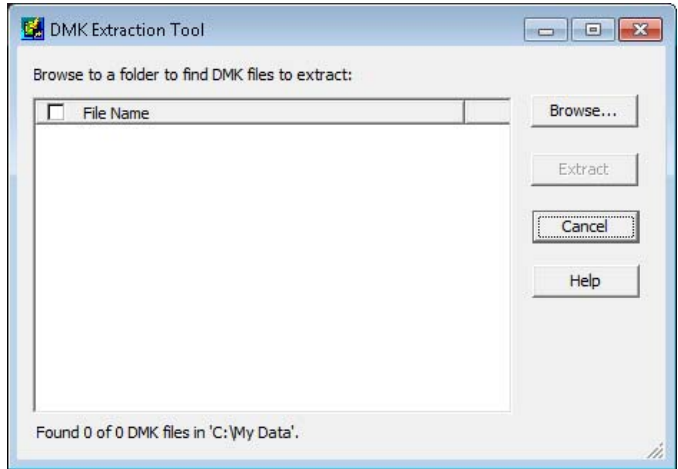 DMK Extraction Tool
Browse to a folder to find DMK files to extract:
File Name
Browse...
Extract
Cancel
Help
Found 0 of 0 DMK files in 'C:\My Data'.